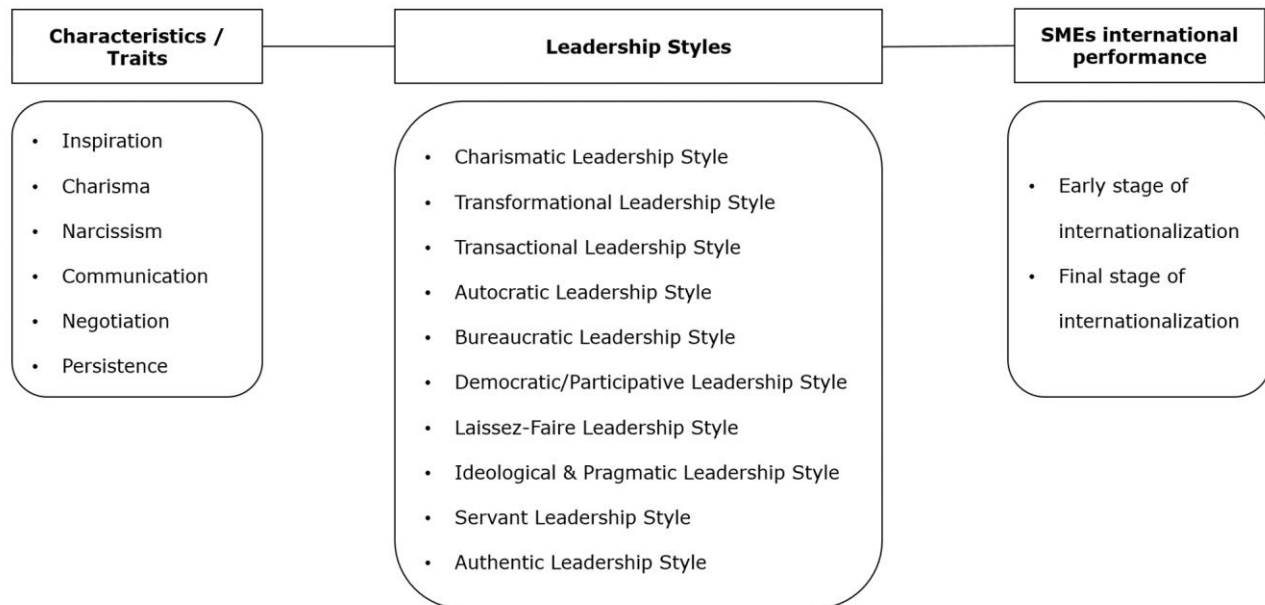 Characteristics /
Traits
• Inspiration
• Charisma
• Narcissism
• Communication
• Negotiation
• Persistence
Leadership Styles
• Charismatic Leadership Style
• Transformational Leadership Style
• Transactional Leadership Style
• Autocratic Leadership Style
• Bureaucratic Leadership Style
• Democratic/Participative Leadership Style
• Laissez-Faire Leadership Style
• Ideological & Pragmatic Leadership Style
• Servant Leadership Style
• Authentic Leadership Style
SMEs international
performance
• Early stage of
internationalization
• Final stage of
internationalization